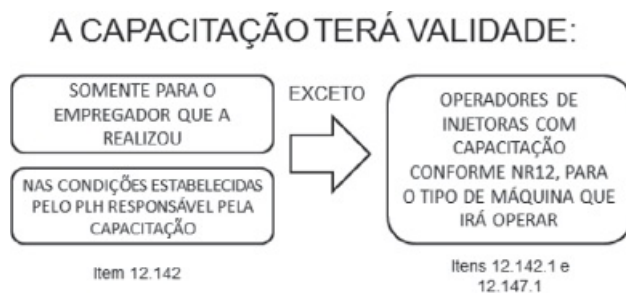 A CAPACITAÇÃO TERÁ VALIDADE:
SOMENTE PARA O
EMPREGADOR QUE A
REALIZOU
NAS CONDIÇÕES ESTABELECIDAS
PELO PLH RESPONSÁVEL PELA
CAPACITAÇÃO
Item 12.142
EXCETO
OPERADORES DE
INJETORAS COM
CAPACITAÇÃO
CONFORME NR12, PARA
O TIPO DE MÁQUINA QUE
IRÁ OPERAR
Itens 12.142.1 e
12.147.1